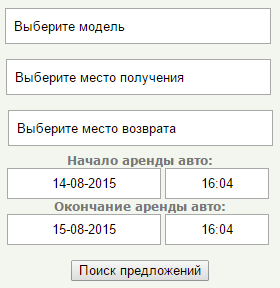 Выберите модель
Выберите место получения
Выберите место возврата
Начало аренды авто:
14-08-2015 16:04
Окончание аренды авто:
15-08-2015 16:04
Поиск предложений